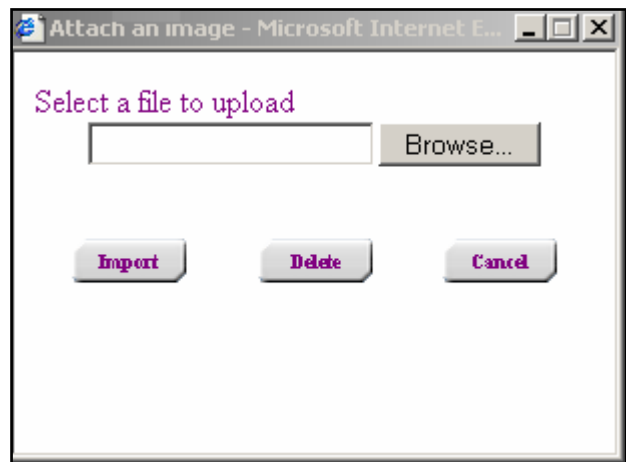 Attach an image - Microsoft Internet E...
Select a file to upload
Browse...
Import Delete Cancel